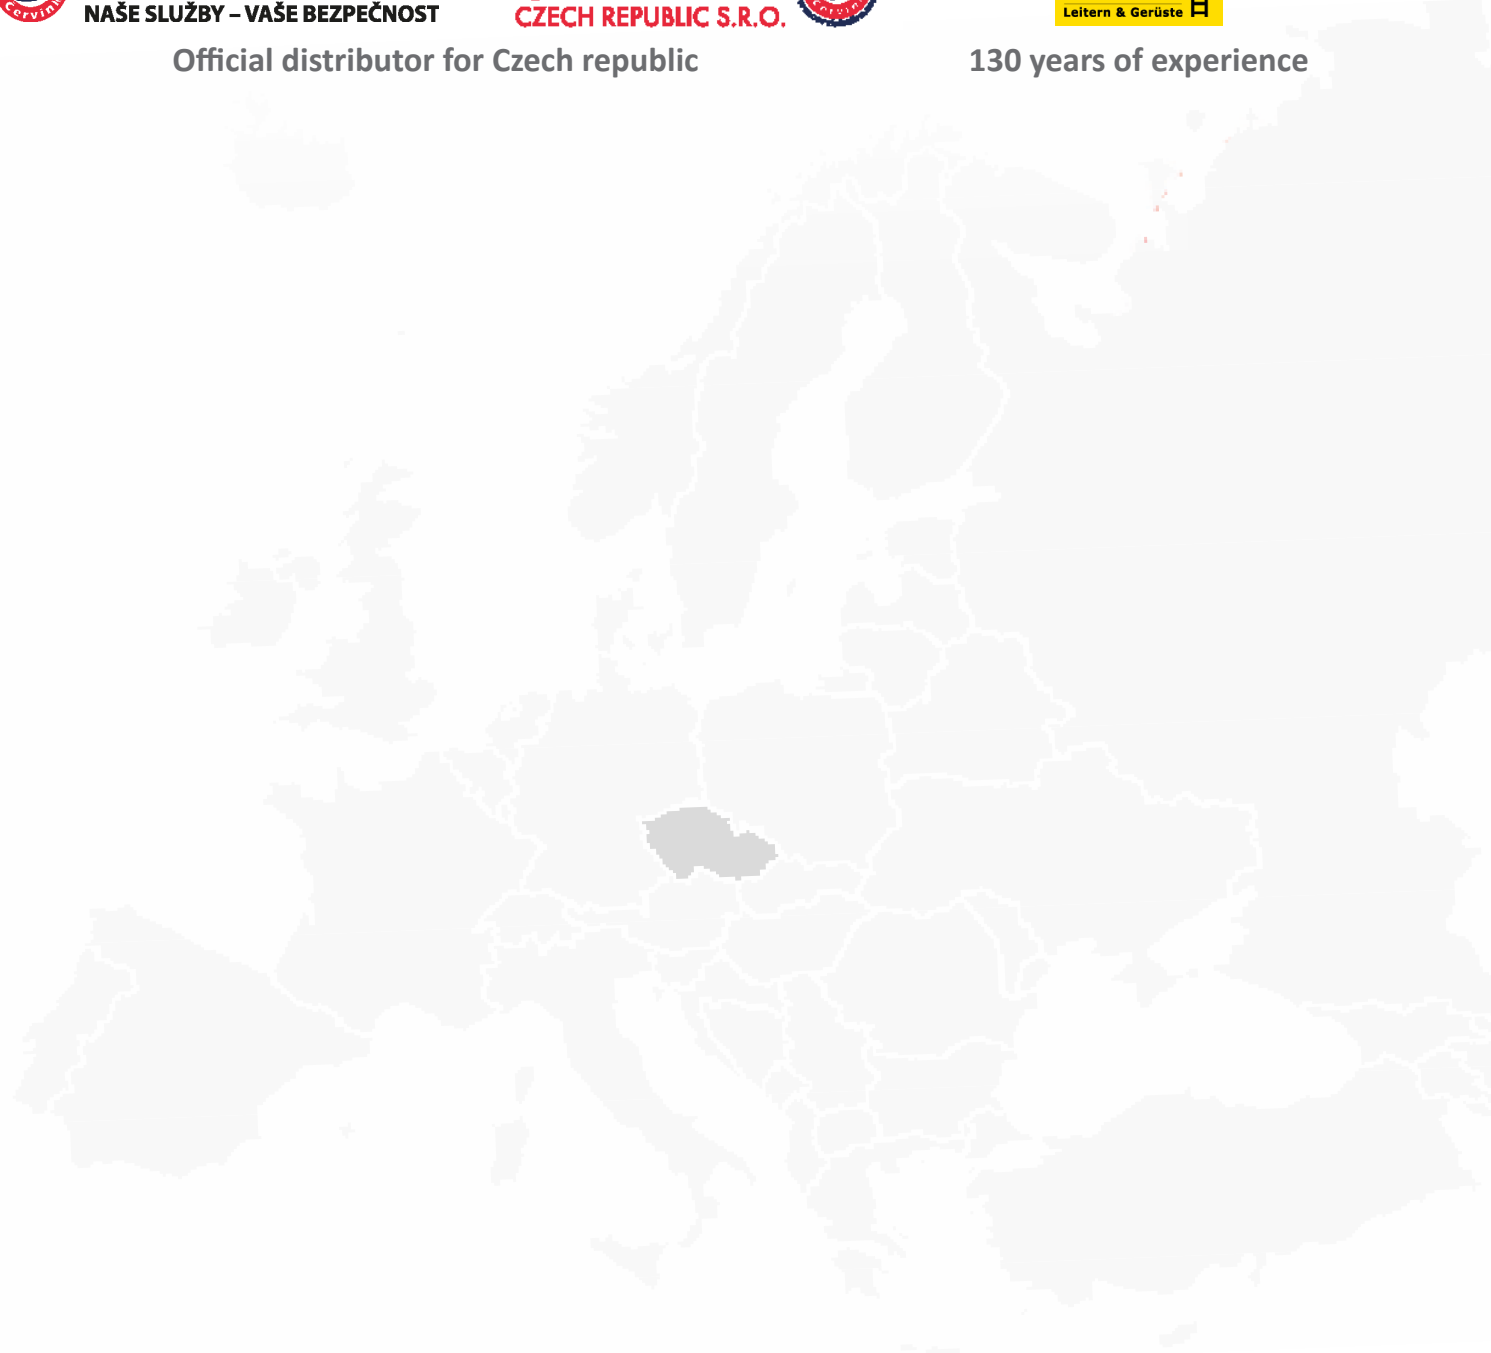 NAŠE SLUŽBY – VAŠE BEZPEČNOST
CZECH REPUBLIC S.R.O.
Leitern & Gerüste
Official distributor for Czech republic
130 years of experience